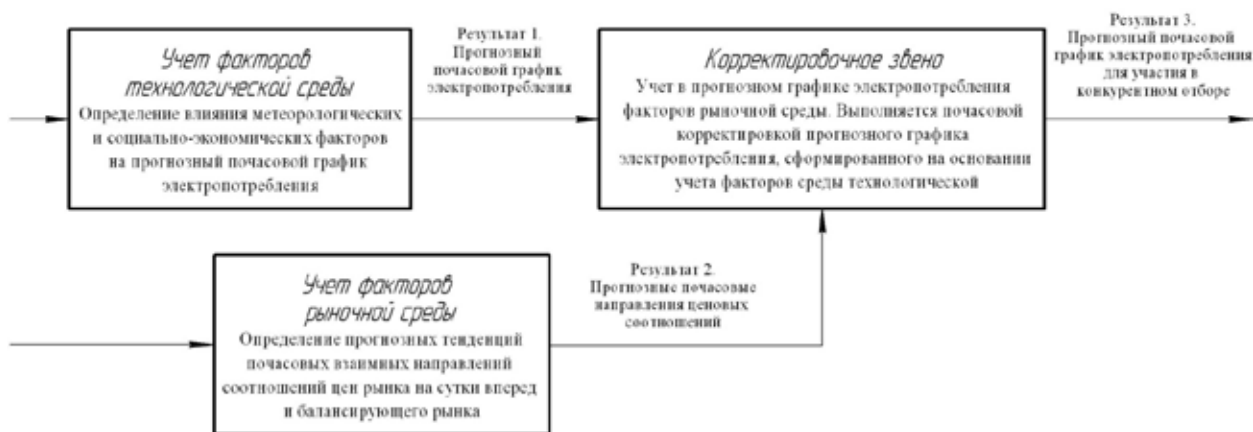 Учет факторов
технологической среды
Определение влияния метеорологических
и социально-экономических факторов
на прогнозный почасовой график
электропотребления
Результат 1.
Прогнозный
почасовой график
электропотребления
Корректировочное звено
Учет в прогнозном графике электропотребления
факторов рыночной среды. Выполняется почасовой
корректировкой прогнозного графика
электропотребления, сформированного на основании
учета факторов среды технологической
Результат 3.
Прогнозный почасовой
график электропотребления
для участия в
конкурентном отборе
Учет факторов
рыночной среды
Определение прогнозных тенденций
почасовых взаимных направлений
соотношений цен рынка на сутки вперед
и балансирующего рынка
Результат 2.
Прогнозные почасовые
направления ценовых
соотношений